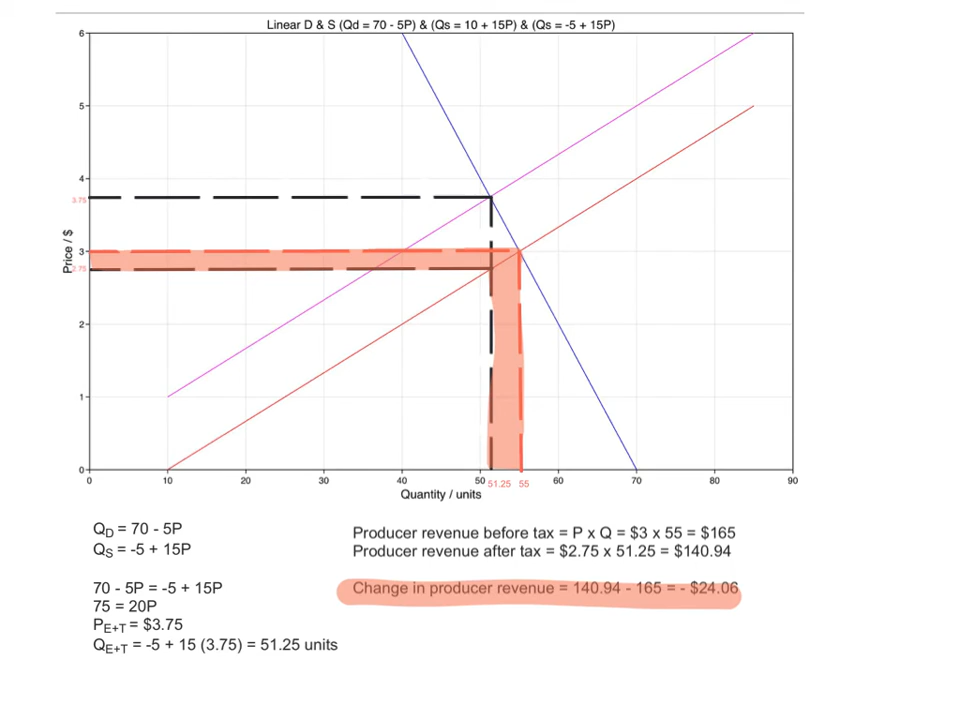 Linear D & S (Qd = 70 - 5P) & (Qs = 10 + 15P) & (Qs = -5 + 15P)
6
5
4
3.75
3
2.75
2
1
0
Price / $
0 10 20 30 40 50 51.25 55 60 70 80 90
Quantity / units
QD = 70 - 5P
QS = -5 + 15P
70 - 5P = -5 + 15P
75 = 20P
PE+T = $3.75
QE+T = -5 + 15 (3.75) = 51.25 units
Producer revenue before tax = P x Q = $3 x 55 = $165
Producer revenue after tax = $2.75 x 51.25 = $140.94
Change in producer revenue = 140.94 - 165 = - $24.06